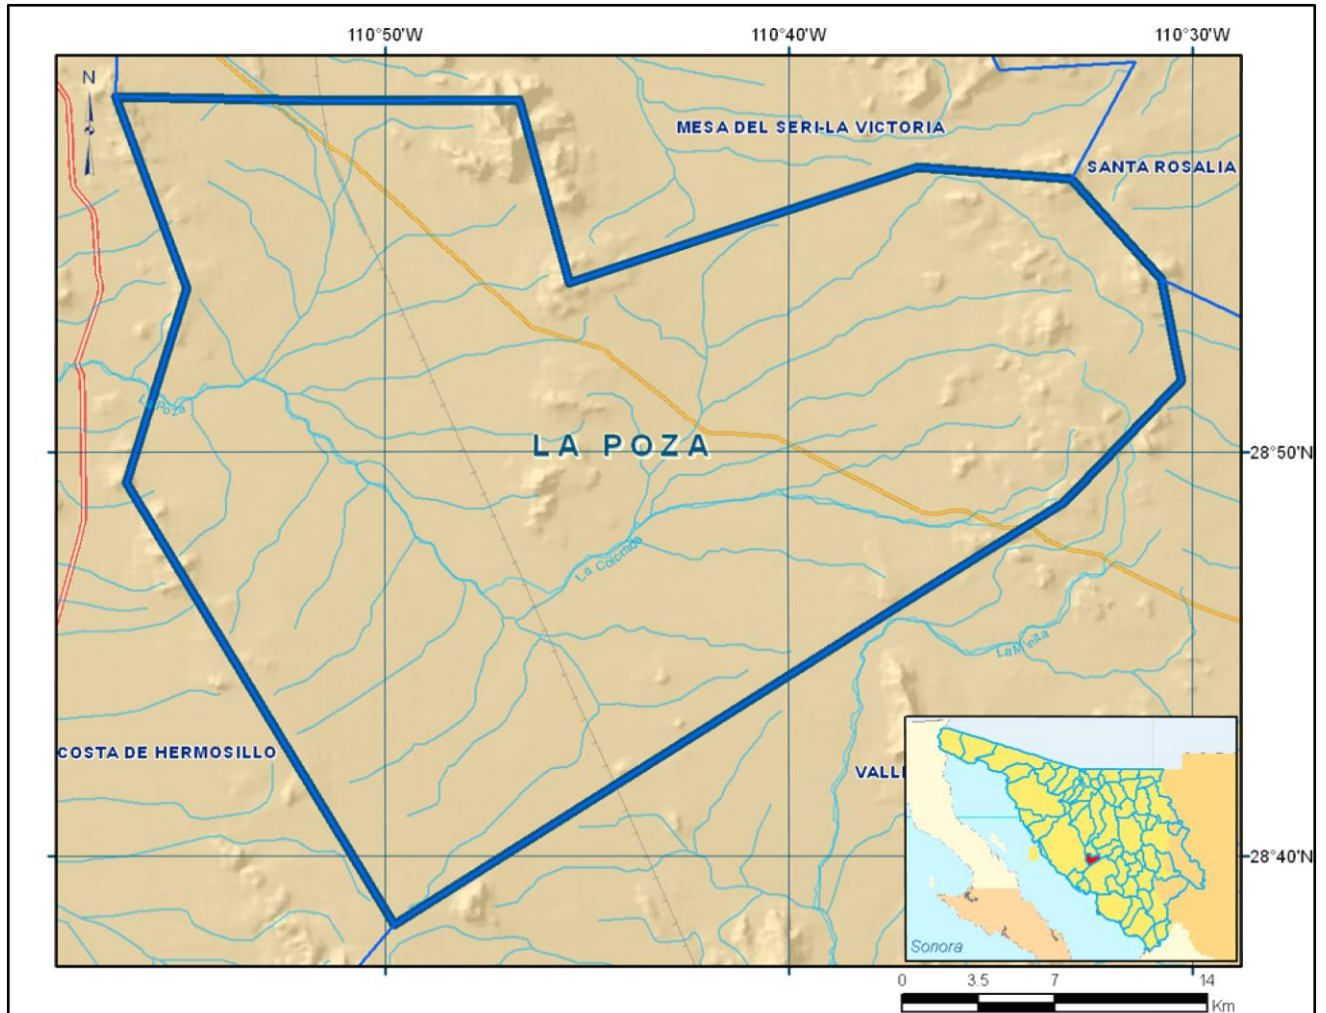 110°50'W 110°40'W 110°30'W
N
MESA DEL SERI-LA VICTORIA
SANTA ROSALIA
La Poza
LA POZA
28°50'N
La Colorada
La Minita
COSTA DE HERMOSILLO
VALL
28°40'N
Sonora
0 3.5 7 14
Km